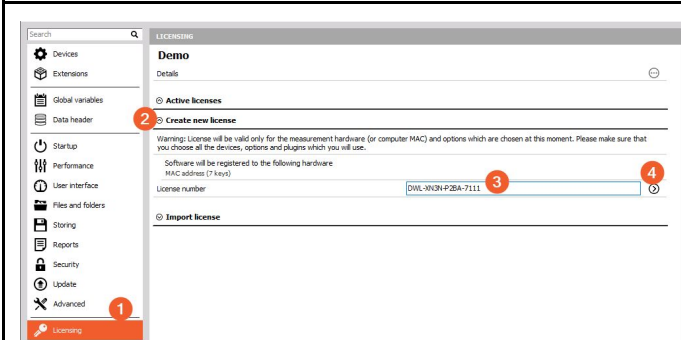 Search
LICENSING
Devices
Extensions
Global variables
Data header
Startup
Performance
User interface
Files and folders
Storing
Reports
Security
Update
Advanced
1
Licensing
Demo
Details
Active licenses
2
Create new license
Warning: License will be valid only for the measurement hardware (or computer MAC) and options which are chosen at this moment. Please make sure that
you choose all the devices, options and plugins which you will use.
Software will be registered to the following hardware
MAC address (7 keys)
License number
DWL-XN3N-P2BA-7111
3
4
Import license